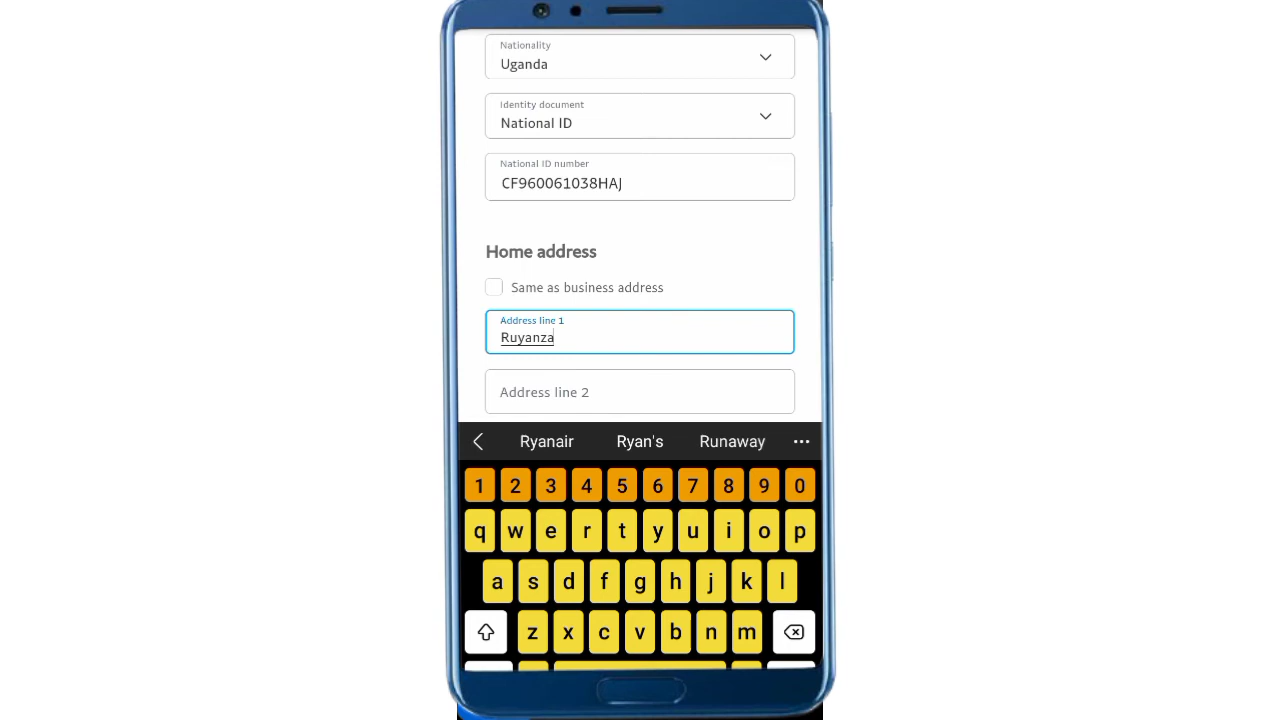 Nationality
Uganda
Identity document
National ID
National ID number
CF960061038HAJ
Home address
Same as business address
Address line 1
Ruyanza
Address line 2
Ryanair Ryan's Runaway ...
1 2 3 4 5 6 7 8 9 0
q w e r t y u i o p
a s d f g h j k l
z x c v b n m